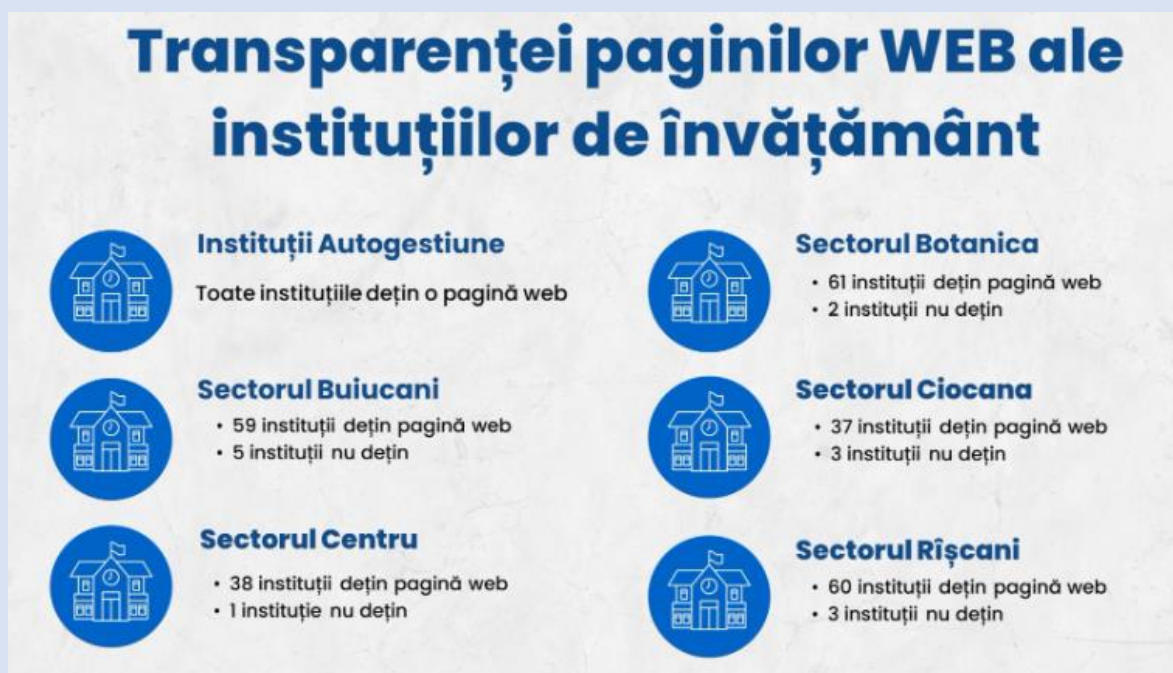 Transparenței paginilor WEB ale
instituțiilor de învățământ
Instituții Autogestiune
Toate instituțiile dețin o pagină web
Sectorul Buiucani
• 59 instituții dețin pagină web
• 5 instituții nu dețin
Sectorul Centru
• 38 instituții dețin pagină web
• 1 instituție nu dețin
Sectorul Botanica
• 61 instituții dețin pagină web
• 2 instituții nu dețin
Sectorul Ciocana
• 37 instituții dețin pagină web
• 3 instituții nu dețin
Sectorul Rîșcani
• 60 instituții dețin pagină web
• 3 instituții nu dețin